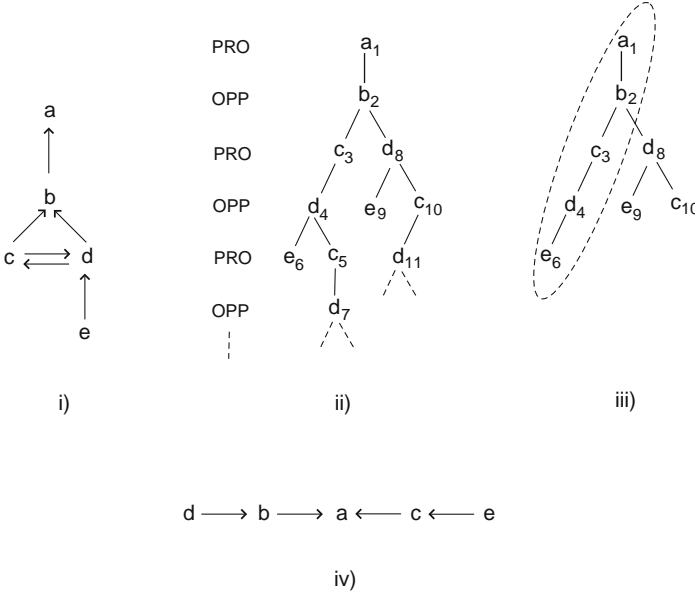 PRO a₁ a₁
OPP b₂ b₂
a
PRO c₃ d₈ c₃ d₈
b
OPP d₄ e₉ c₁₀ d₄ e₉ c₁₀
c d PRO e₆ c₅ d₁₁ e₆
OPP d₇
e
i) ii) iii)
d b a c e
iv)